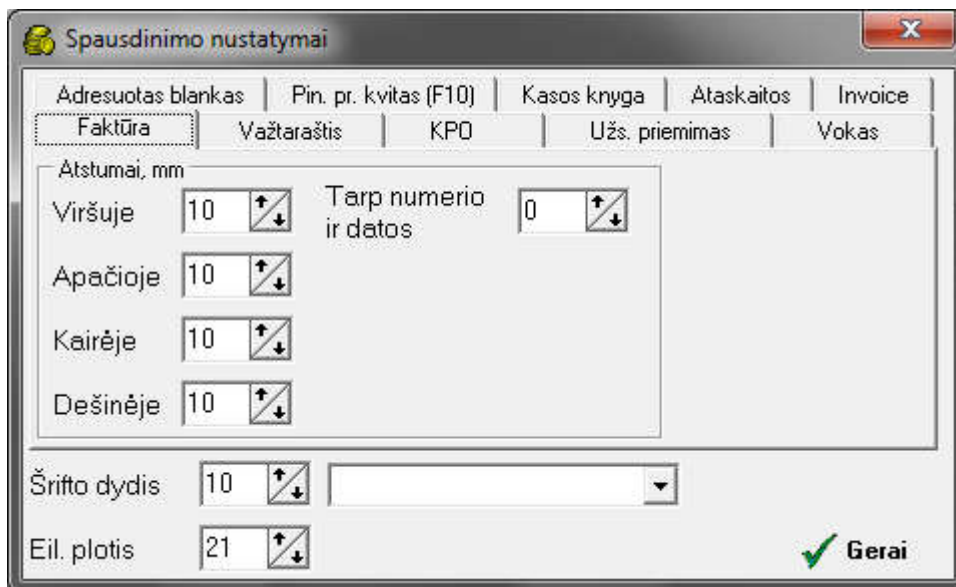 Spausdinimo nustatymai
Adresuotas blankas Pin. pr. kvitas (F10) Kasos knyga Ataskaitos Invoice
Faktūra Važtaraštis KPO Užs. priemimas Vokas
Atstumai, mm
Viršuje 10 Tarp numerio ir datos 0
Apačioje 10
Kairėje 10
Dešinėje 10
Šrifto dydis 10
Eil. plotis 21 Gerai